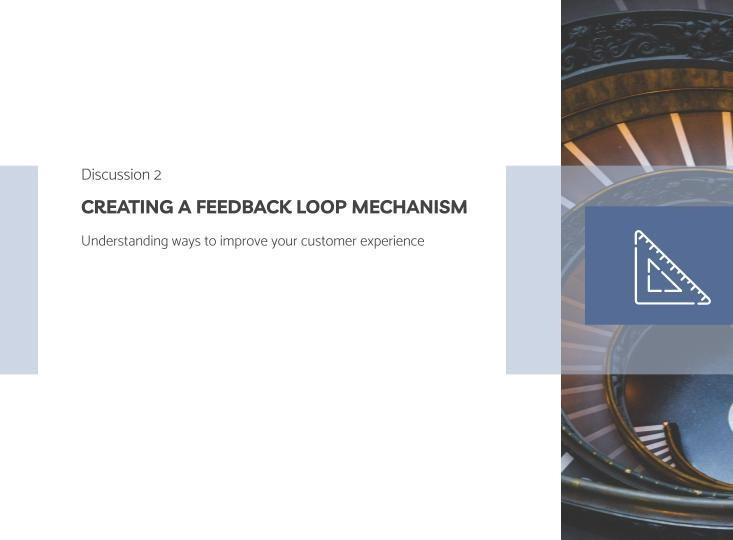 Discussion 2
CREATING A FEEDBACK LOOP MECHANISM
Understanding ways to improve your customer experience